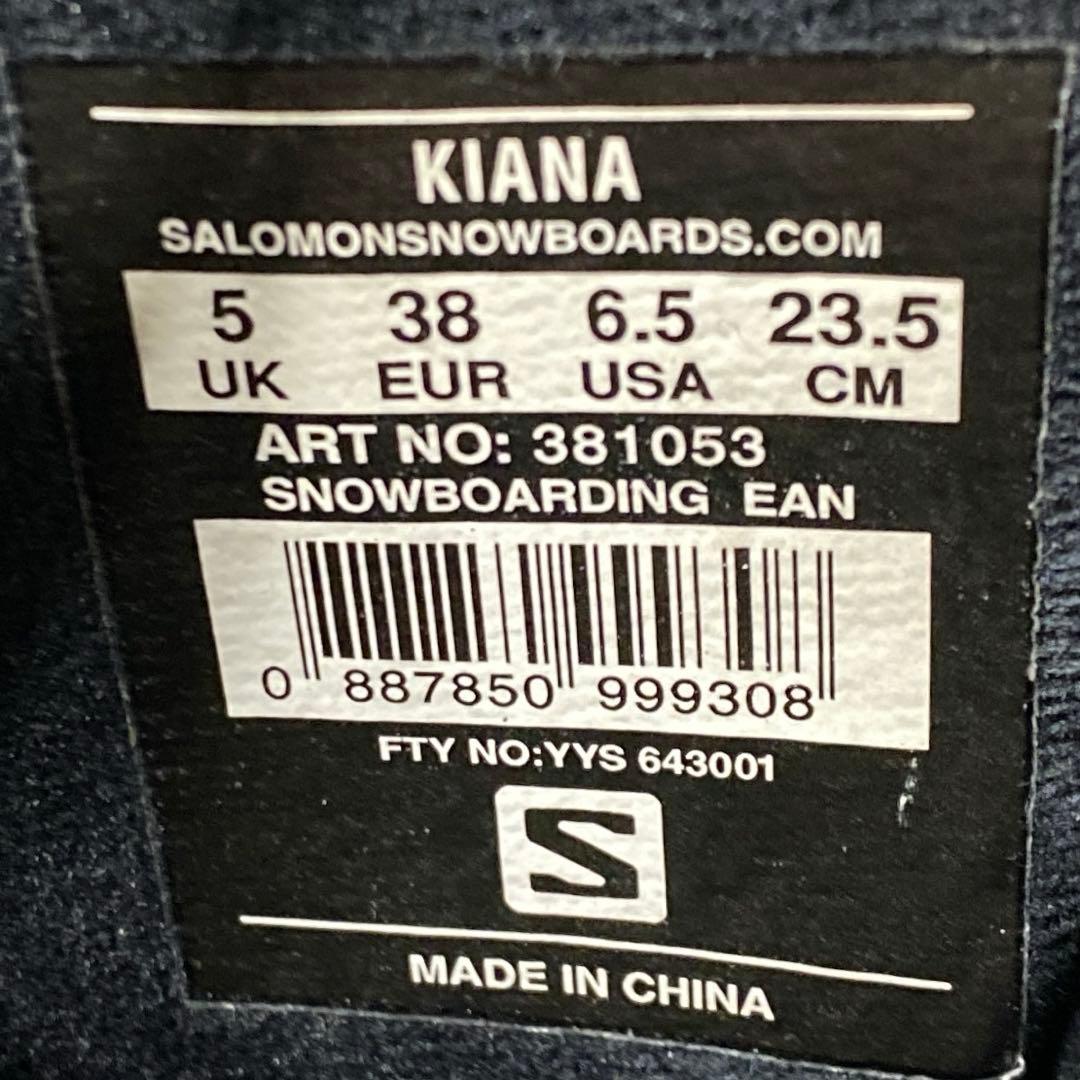 KIANA
SALOMONSNOWBOARDS.COM
5 38 6.5 23.5
UK EUR USA CM
ART NO: 381053
SNOWBOARDING EAN
0 887850 999308
FTY NO:YYS 643001
S
MADE IN CHINA